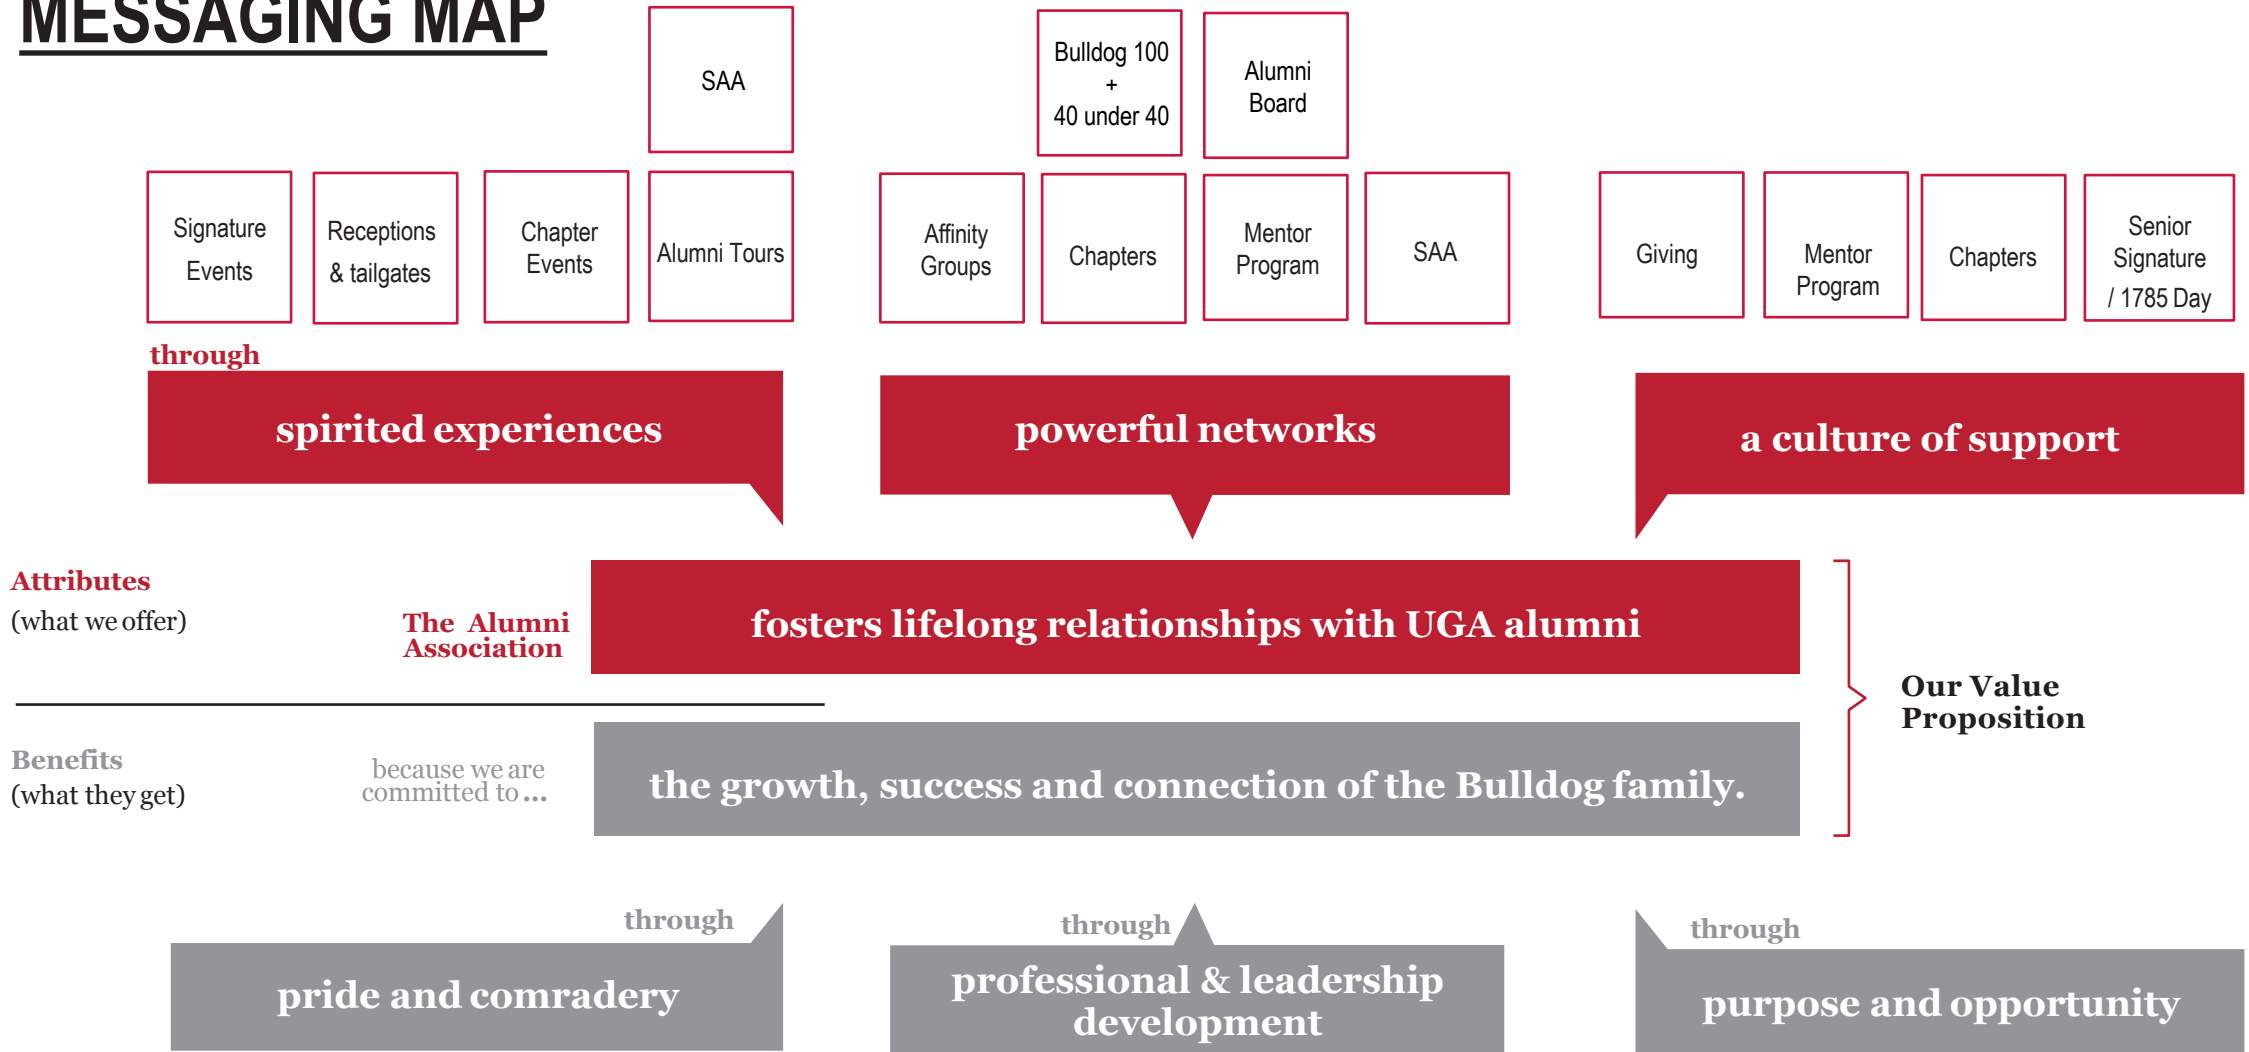 MESSAGING MAP
SAA
Bulldog 100
+
40 under 40
Alumni
Board
Signature
Events
Receptions
& tailgates
Chapter
Events
Alumni Tours
Affinity
Groups
Chapters
Mentor
Program
SAA
Giving
Mentor
Program
Chapters
Senior
Signature
/ 1785 Day
through
spirited experiences
powerful networks
a culture of support
Attributes
(what we offer)
The Alumni
Association
fosters lifelong relationships with UGA alumni
Our Value
Proposition
Benefits
(what they get)
because we are
committed to ...
the growth, success and connection of the Bulldog family.
through
pride and comradery
through
professional & leadership
development
through
purpose and opportunity